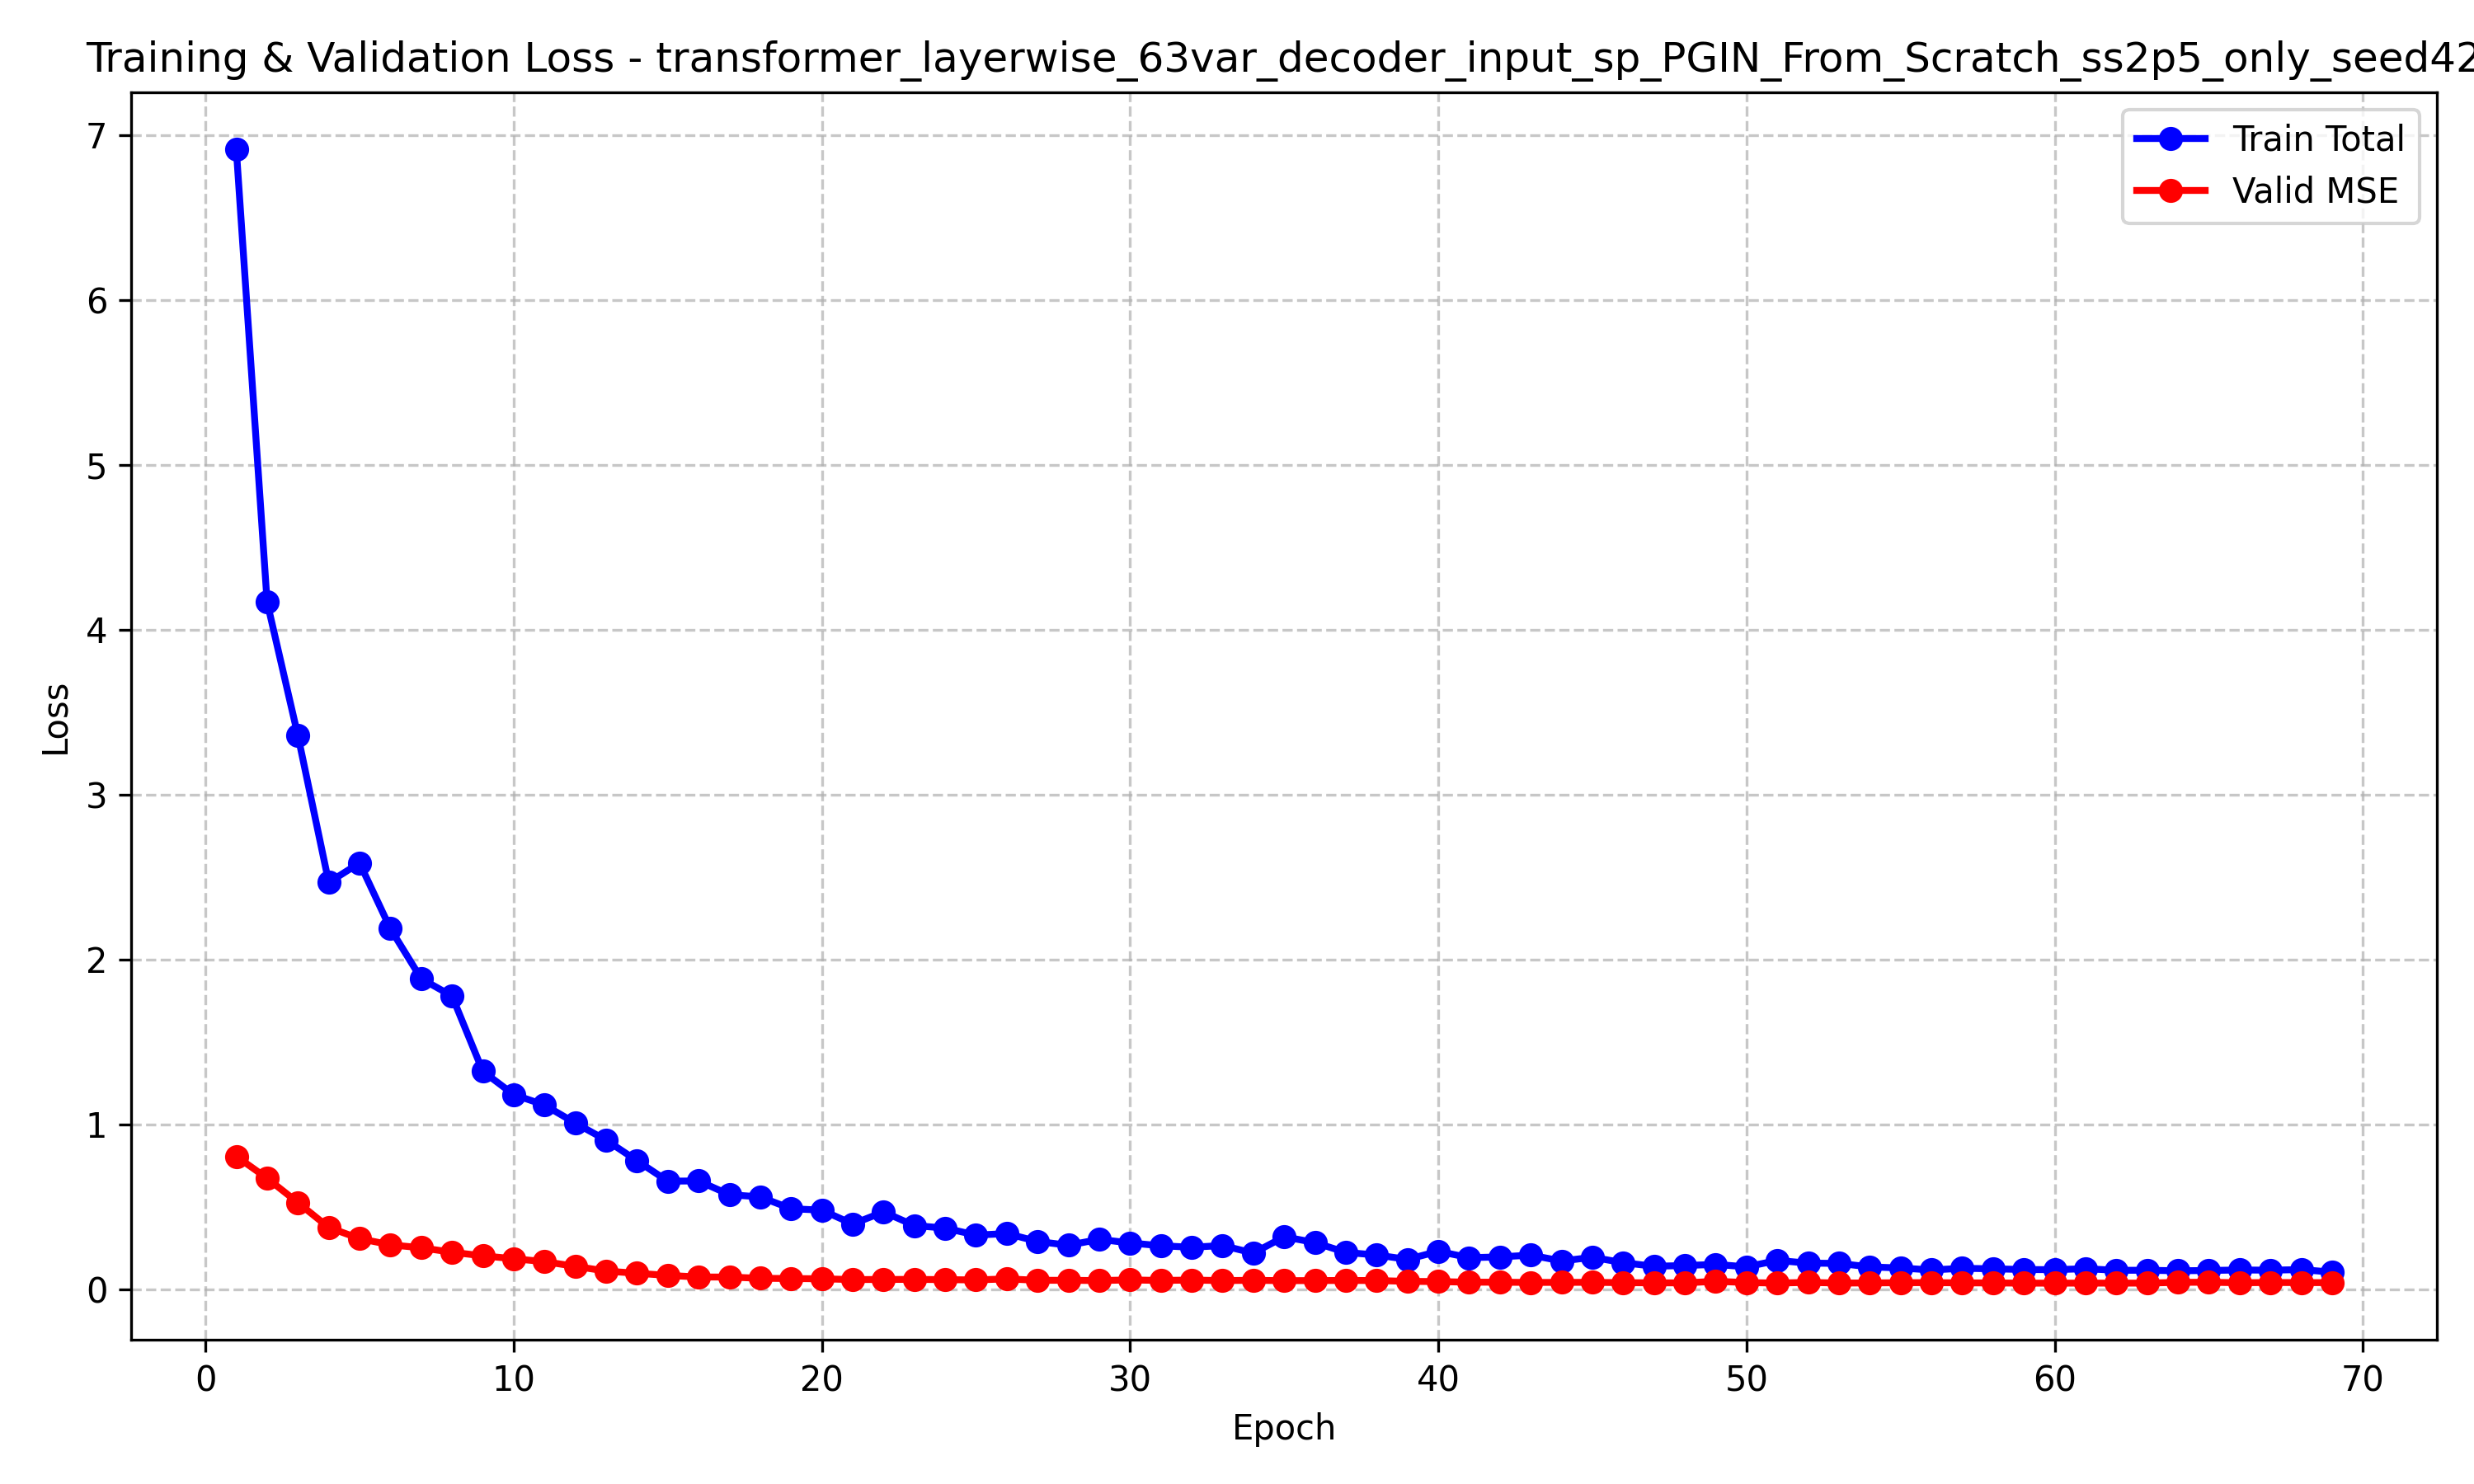 Training & Validation Loss - transformer_layerwise_63var_decoder_input_sp_PGIN_From_Scratch_ss2p5_only_seed42
Train Total
Valid MSE
7
6
5
4
3
2
1
0
Loss
0 10 20 30 40 50 60 70
Epoch